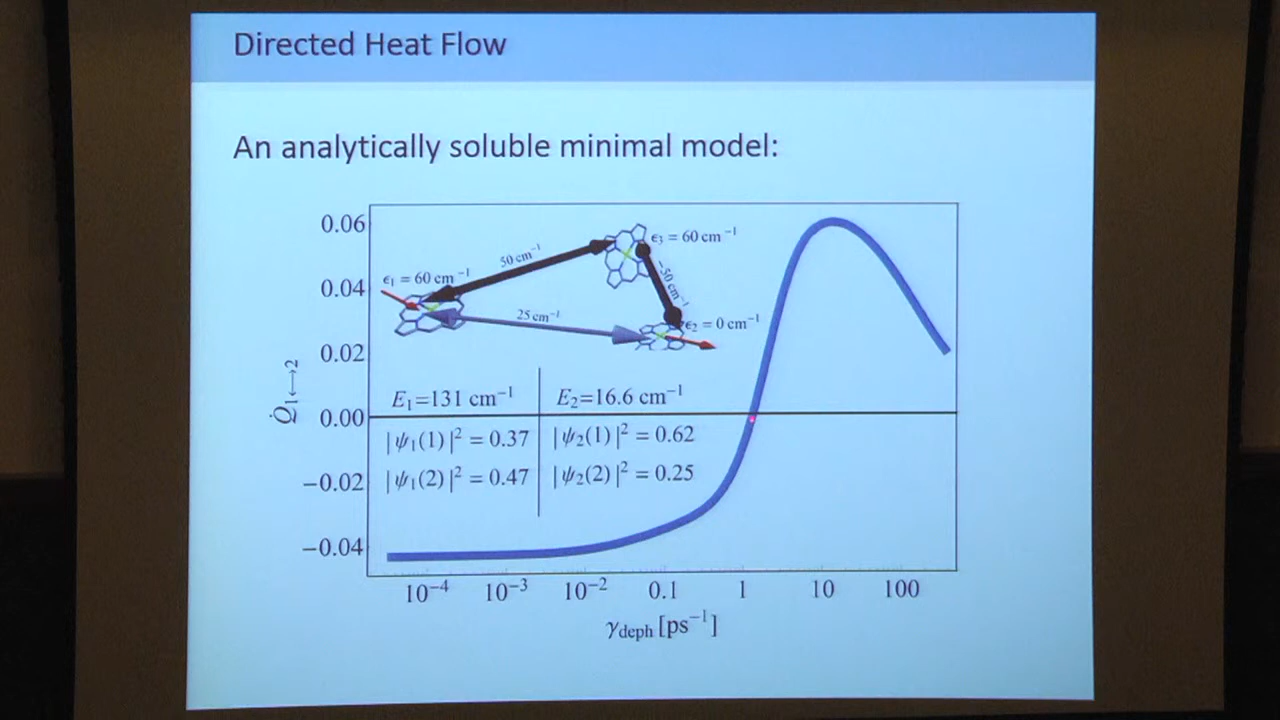 Directed Heat Flow
An analytically soluble minimal model:
0.06
0.04
0.02
0.00
−0.02
−0.04
Q̇₁⟷₂
ϵ₁ = 60 cm⁻¹
50 cm⁻¹
ϵ₃ = 60 cm⁻¹
−50 cm⁻¹
25 cm⁻¹
ϵ₂ = 0 cm⁻¹
E₁=131 cm⁻¹ E₂=16.6 cm⁻¹
|ψ₁(1)|² = 0.37 |ψ₂(1)|² = 0.62
|ψ₁(2)|² = 0.47 |ψ₂(2)|² = 0.25
10⁻⁴ 10⁻³ 10⁻² 0.1 1 10 100
γdeph [ps⁻¹]